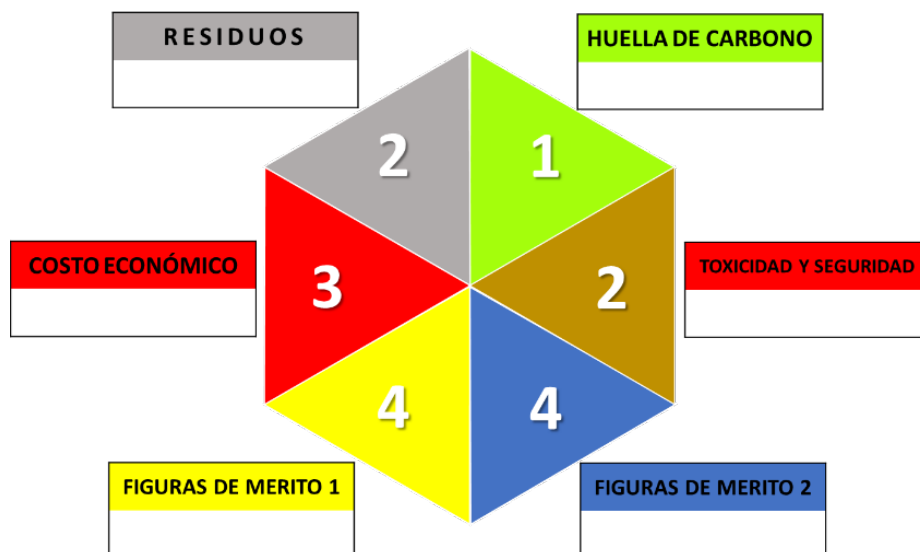 RESIDUOS
HUELLA DE CARBONO
2
1
COSTO ECONÓMICO
3
2
TOXICIDAD Y SEGURIDAD
4
4
FIGURAS DE MERITO 1
FIGURAS DE MERITO 2